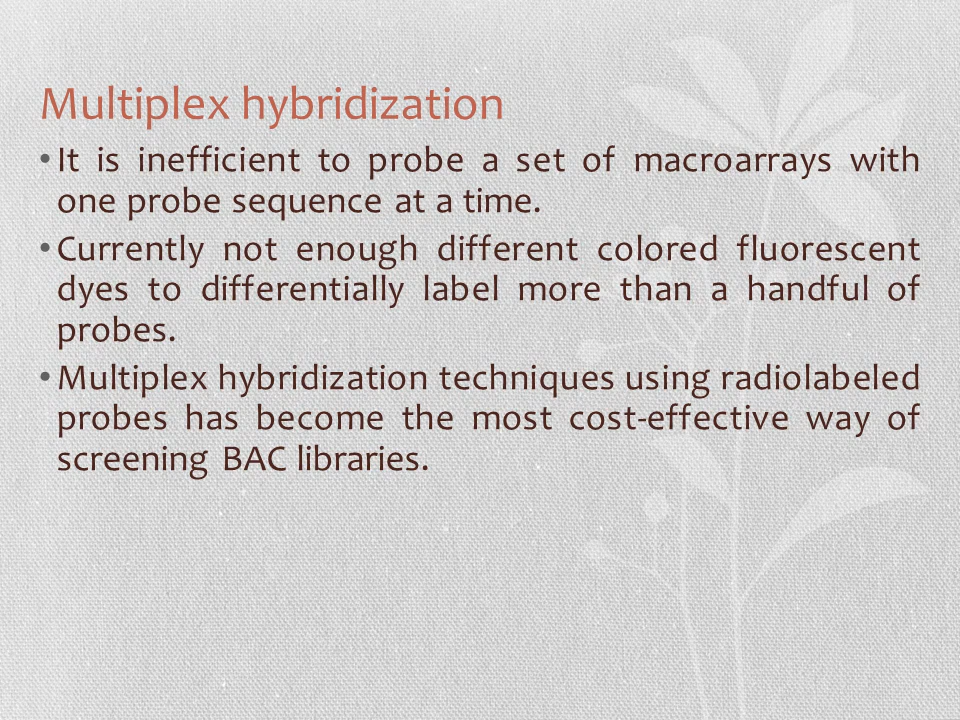 Multiplex hybridization
• It is inefficient to probe a set of macroarrays with
one probe sequence at a time.
• Currently not enough different colored fluorescent
dyes to differentially label more than a handful of
probes.
• Multiplex hybridization techniques using radiolabeled
probes has become the most cost-effective way of
screening BAC libraries.